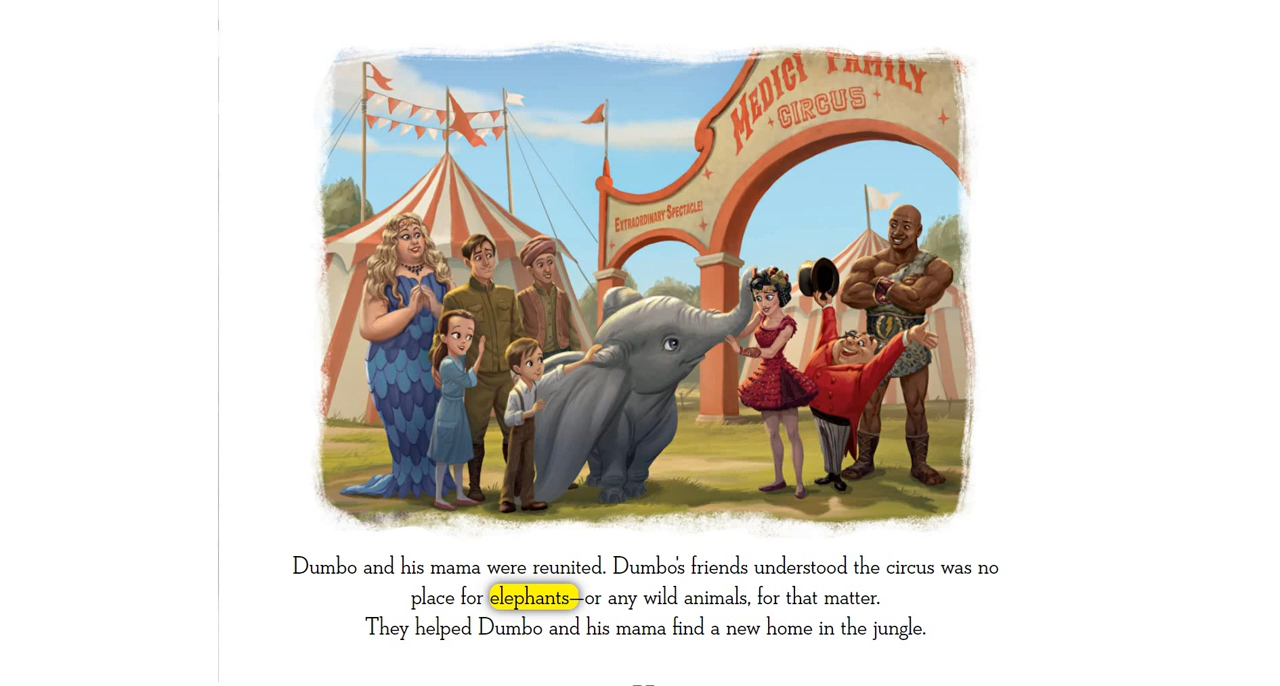 MEDICI FAMILY
CIRCUS
EXTRAORDINARY SPECTACLE!
Dumbo and his mama were reunited. Dumbo's friends understood the circus was no
place for elephants—or any wild animals, for that matter.
They helped Dumbo and his mama find a new home in the jungle.